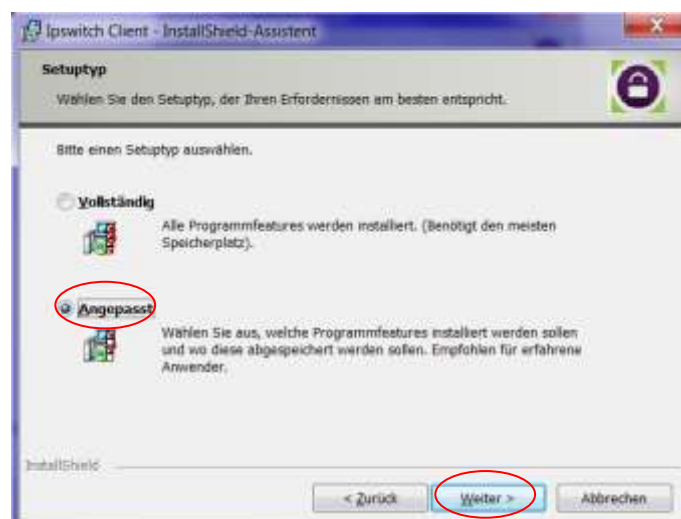 Ipswitch Client - InstallShield-Assistent
Setuptyp
Wählen Sie den Setuptyp, der Ihren Erfordernissen am besten entspricht.
Bitte einen Setuptyp auswählen.
Vollständig
Alle Programmfeatures werden installiert. (Benötigt den meisten
Speicherplatz).
Angepasst
Wählen Sie aus, welche Programmfeatures installiert werden sollen
und wo diese abgespeichert werden sollen. Empfohlen für erfahrene
Anwender.
InstallShield
< Zurück Weiter > Abbrechen